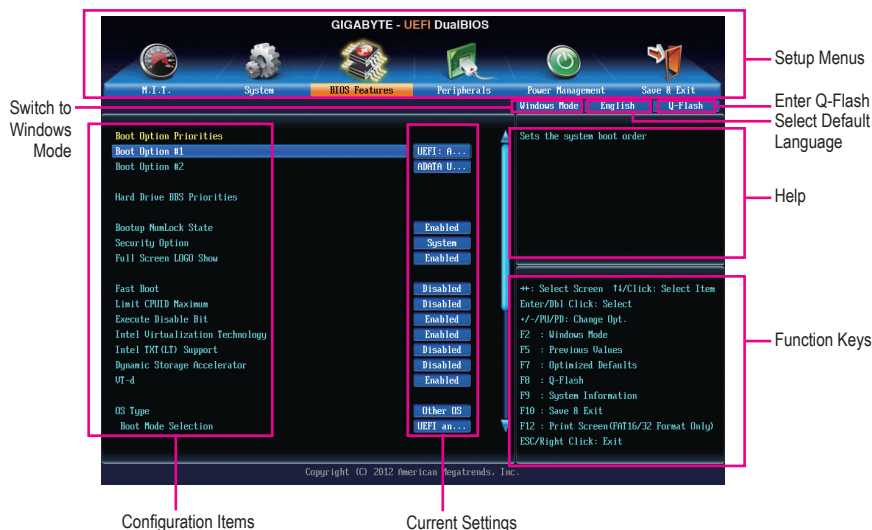 GIGABYTE - UEFI DualBIOS
M.I.T.
System
BIOS Features
Peripherals
Power Management
Save & Exit
Setup Menus
Windows Mode
English
Q-Flash
Switch to
Windows
Mode
Enter Q-Flash
Select Default
Language
Boot Option Priorities
Boot Option #1 UEFI: A...
Boot Option #2 ADATA U...
Hard Drive BBS Priorities
Bootup NumLock State Enabled
Security Option System
Full Screen LOGO Show Enabled
Fast Boot Disabled
Limit CPUID Maximum Disabled
Execute Disable Bit Enabled
Intel Virtualization Technology Enabled
Intel TXT(LT) Support Disabled
Dynamic Storage Accelerator Disabled
VT-d Enabled
OS Type Other OS
Boot Mode Selection UEFI an...
Sets the system boot order
Help
→←: Select Screen ↑↓/Click: Select Item
Enter/Dbl Click: Select
+/-/PU/PD: Change Opt.
F2 : Windows Mode
F5 : Previous Values
F7 : Optimized Defaults
F8 : Q-Flash
F9 : System Information
F10 : Save & Exit
F12 : Print Screen(FAT16/32 Format Only)
ESC/Right Click: Exit
Function Keys
Copyright (C) 2012 American Megatrends, Inc.
Configuration Items
Current Settings